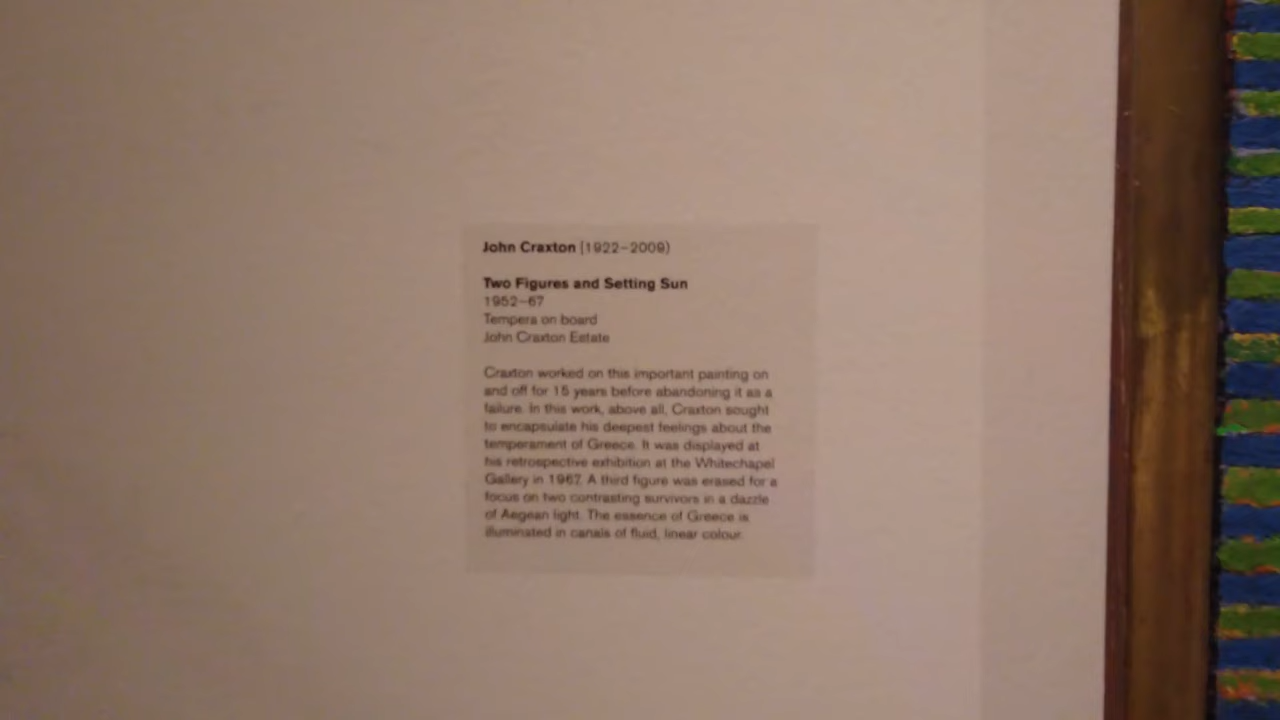 John Craxton (1922–2009)
Two Figures and Setting Sun
1952–67
Tempera on board
John Craxton Estate
Craxton worked on this important painting on
and off for 15 years before abandoning it as a
failure. In this work, above all, Craxton sought
to encapsulate his deepest feelings about the
temperament of Greece. It was displayed at
his retrospective exhibition at the Whitechapel
Gallery in 1967. A third figure was erased for a
focus on two contrasting survivors in a dazzle
of Aegean light. The essence of Greece is
illuminated in canals of fluid, linear colour.